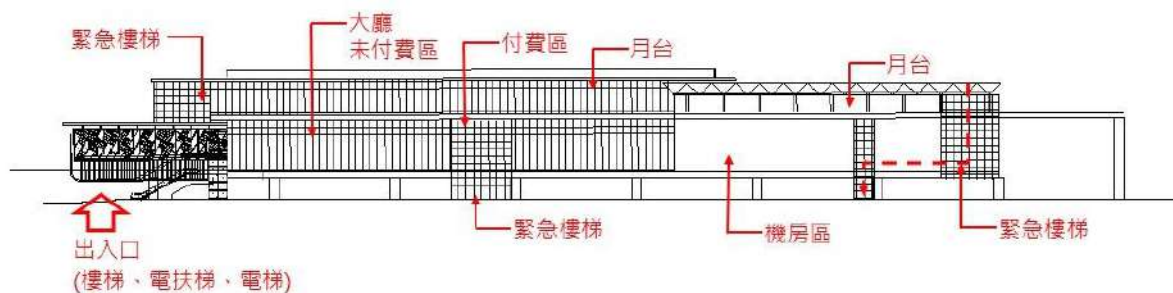 緊急樓梯
大廳
未付費區
付費區
月台
月台
緊急樓梯
機房區
緊急樓梯
出入口
(樓梯、電扶梯、電梯)